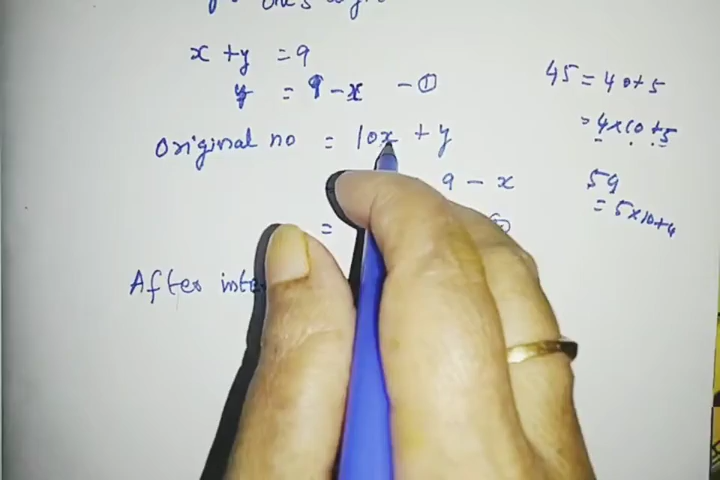 one's
x + y = 9
y = 9 - x - ①
Original no = 10x + y
9 - x
=
After inte
45 = 40+5
= 4×10+5
59
= 5×10+4